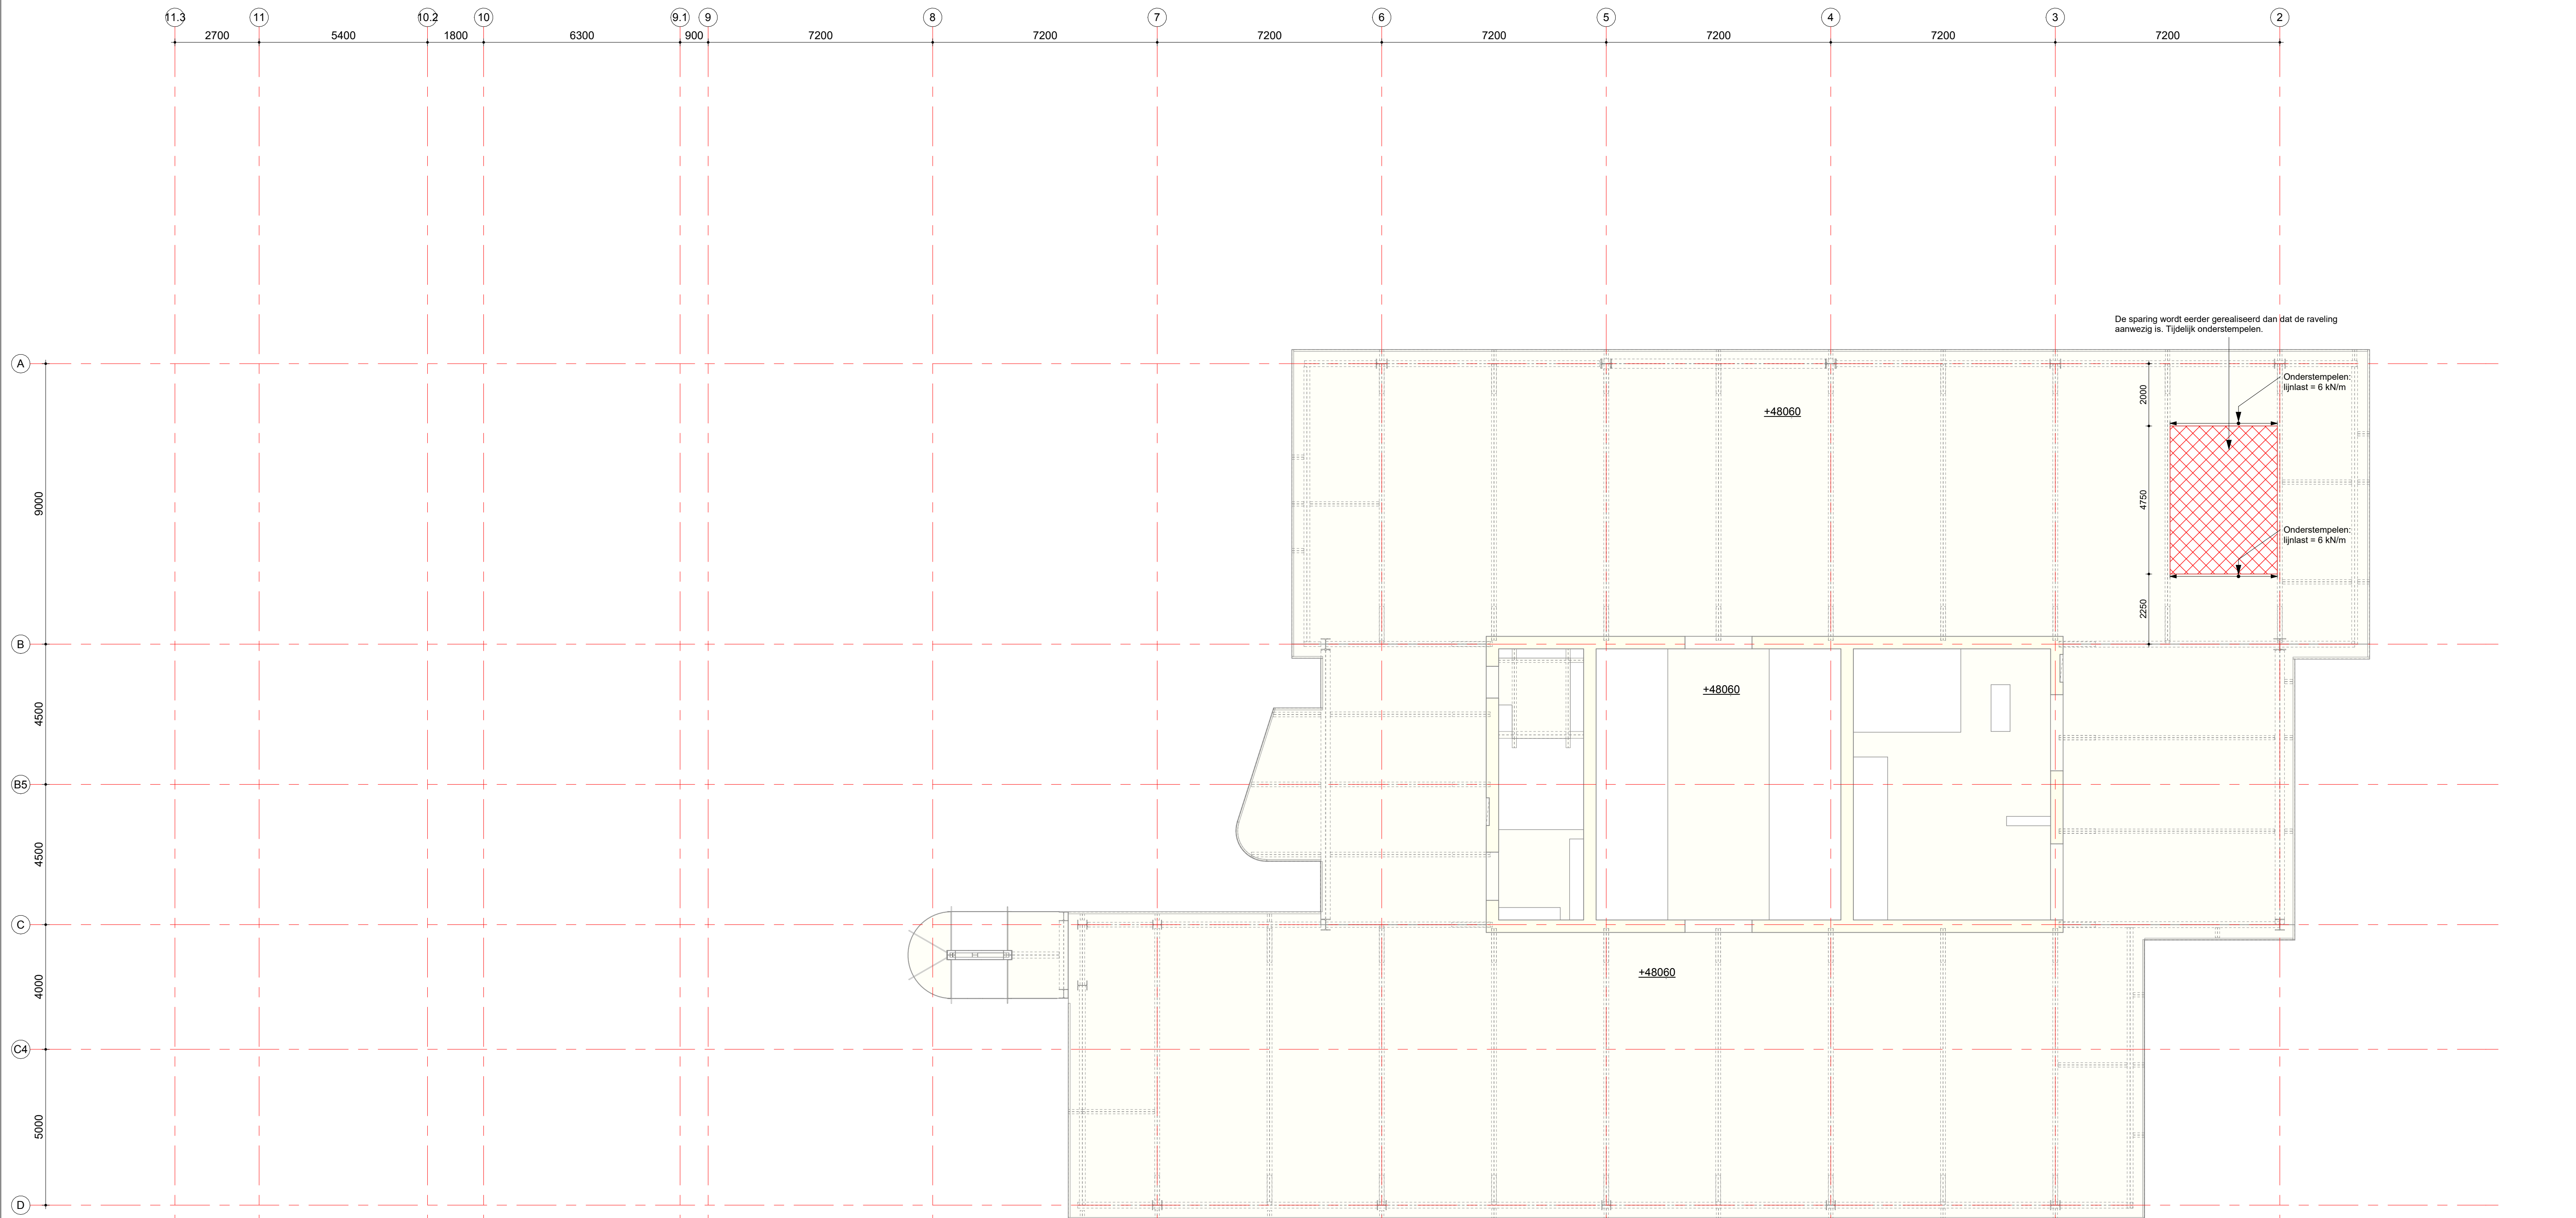 11.3 11 10.2 10 9.1 9 8 7 6 5 4 3 2
2700 5400 1800 6300 900 7200 7200 7200 7200 7200 7200 7200
De sparing wordt eerder gerealiseerd dan dat de raveling
aanwezig is. Tijdelijk onderstempelen.
A
Onderstempelen:
lijnlast = 6 kN/m
2000
+48060
9000
4750
Onderstempelen:
lijnlast = 6 kN/m
2250
B
+48060
4500
B5
4500
C
+48060
4000
C4
5000
D